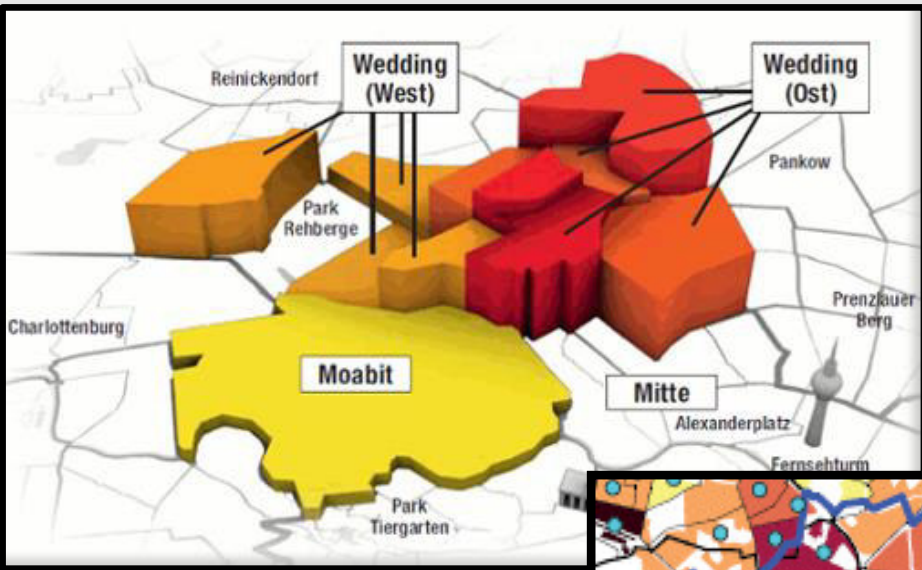 Reinickendorf
Wedding
(West)
Wedding
(Ost)
Pankow
Park
Rehberge
Prenzlauer
Berg
Charlottenburg
Moabit
Mitte
Alexanderplatz
Fernsehturm
Park
Tiergarten